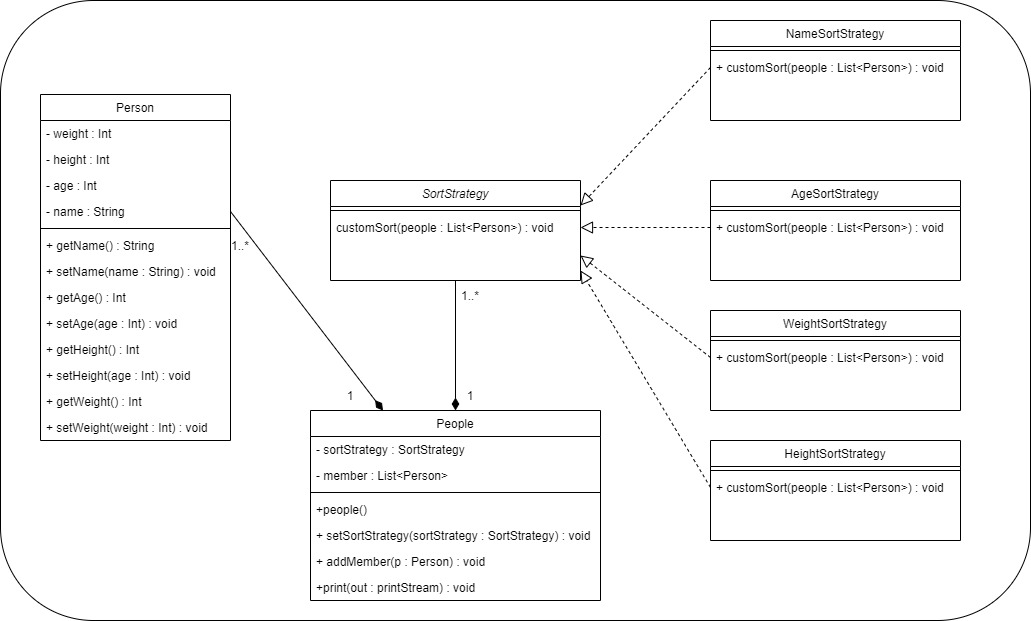 Person
- weight : Int
- height : Int
- age : Int
- name : String
+ getName() : String
+ setName(name : String) : void
+ getAge() : Int
+ setAge(age : Int) : void
+ getHeight() : Int
+ setHeight(age : Int) : void
+ getWeight() : Int
+ setWeight(weight : Int) : void
1..*
1
SortStrategy
customSort(people : List<Person>) : void
1..*
1
People
- sortStrategy : SortStrategy
- member : List<Person>
+people()
+ setSortStrategy(sortStrategy : SortStrategy) : void
+ addMember(p : Person) : void
+print(out : printStream) : void
NameSortStrategy
+ customSort(people : List<Person>) : void
AgeSortStrategy
+ customSort(people : List<Person>) : void
WeightSortStrategy
+ customSort(people : List<Person>) : void
HeightSortStrategy
+ customSort(people : List<Person>) : void